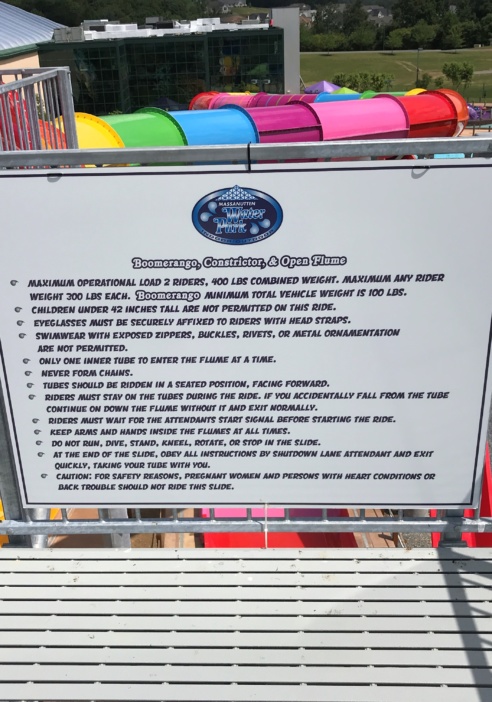 MASSANUTTEN
Water
Park
Boomerango, Constrictor, & Open Flume
MAXIMUM OPERATIONAL LOAD 2 RIDERS, 400 LBS COMBINED WEIGHT. MAXIMUM ANY RIDER
WEIGHT 300 LBS EACH. Boomerango MINIMUM TOTAL VEHICLE WEIGHT IS 100 LBS.
CHILDREN UNDER 42 INCHES TALL ARE NOT PERMITTED ON THIS RIDE.
EYEGLASSES MUST BE SECURELY AFFIXED TO RIDERS WITH HEAD STRAPS.
SWIMWEAR WITH EXPOSED ZIPPERS, BUCKLES, RIVETS, OR METAL ORNAMENTATION
ARE NOT PERMITTED.
ONLY ONE INNER TUBE TO ENTER THE FLUME AT A TIME.
NEVER FORM CHAINS.
TUBES SHOULD BE RIDDEN IN A SEATED POSITION, FACING FORWARD.
RIDERS MUST STAY ON THE TUBES DURING THE RIDE. IF YOU ACCIDENTALLY FALL FROM THE TUBE
CONTINUE ON DOWN THE FLUME WITHOUT IT AND EXIT NORMALLY.
RIDERS MUST WAIT FOR THE ATTENDANTS START SIGNAL BEFORE STARTING THE RIDE.
KEEP ARMS AND HANDS INSIDE THE FLUMES AT ALL TIMES.
DO NOT RUN, DIVE, STAND, KNEEL, ROTATE, OR STOP IN THE SLIDE.
AT THE END OF THE SLIDE, OBEY ALL INSTRUCTIONS BY SHUTDOWN LANE ATTENDANT AND EXIT
QUICKLY, TAKING YOUR TUBE WITH YOU.
CAUTION: FOR SAFETY REASONS, PREGNANT WOMEN AND PERSONS WITH HEART CONDITIONS OR
BACK TROUBLE SHOULD NOT RIDE THIS SLIDE.